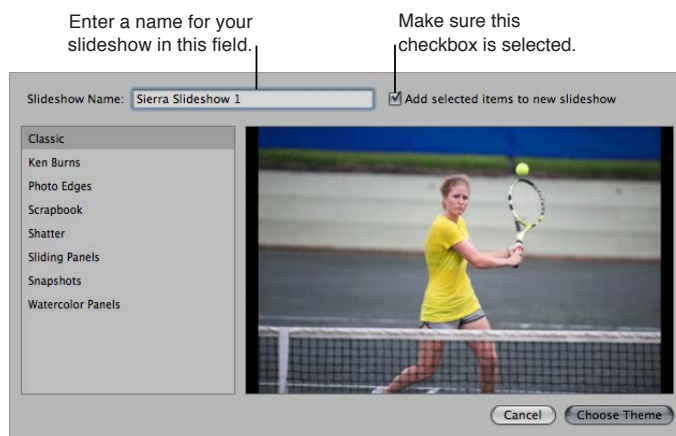 Enter a name for your
slideshow in this field.
Make sure this
checkbox is selected.
Slideshow Name: Sierra Slideshow 1
Add selected items to new slideshow
Classic
Ken Burns
Photo Edges
Scrapbook
Shatter
Sliding Panels
Snapshots
Watercolor Panels
Cancel
Choose Theme